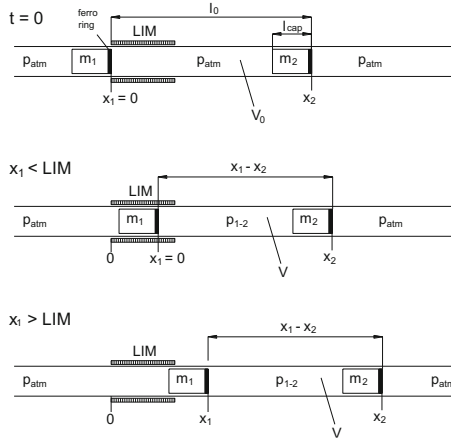 t = 0
ferro
ring
LIM
l₀
lcap
patm
m₁
patm
m₂
patm
x₁ = 0
V₀
x₂
x₁ < LIM
x₁ - x₂
LIM
patm
m₁
p₁₋₂
m₂
patm
0
x₁ = 0
V
x₂
x₁ > LIM
x₁ - x₂
LIM
patm
m₁
p₁₋₂
m₂
patm
0
x₁
V
x₂